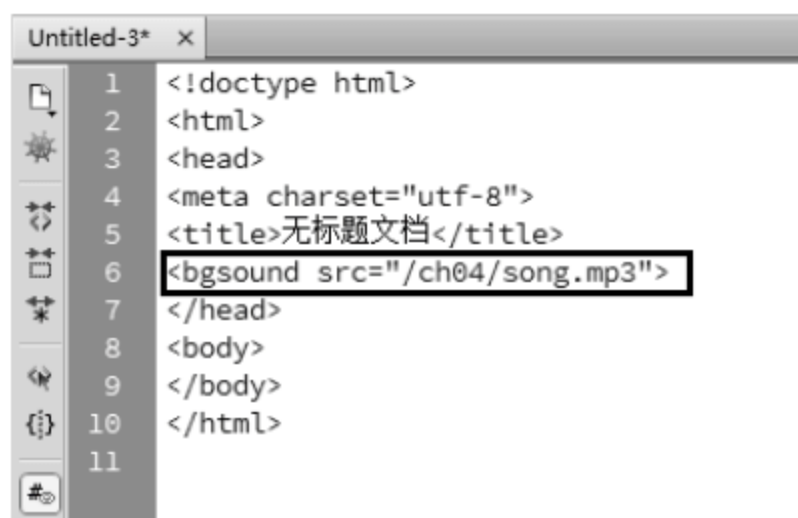 Untitled-3* ×
1 <!doctype html>
2 <html>
3 <head>
4 <meta charset="utf-8">
5 <title>无标题文档</title>
6 <bgsound src="/ch04/song.mp3">
7 </head>
8 <body>
9 </body>
10 </html>
11